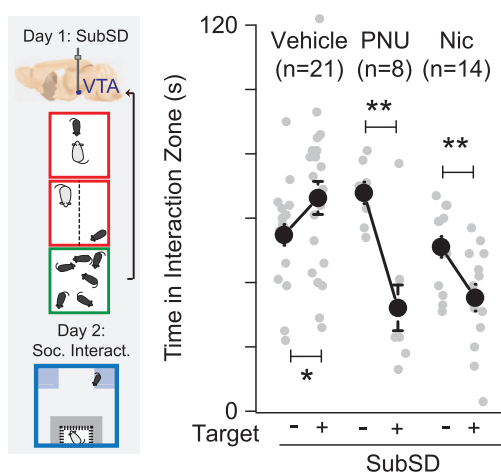 Day 1: SubSD
VTA
Day 2:
Soc. Interact.
Time in Interaction Zone (s)
120
0
Vehicle PNU Nic
(n=21) (n=8) (n=14)
**
**
*
Target - + - + - +
SubSD